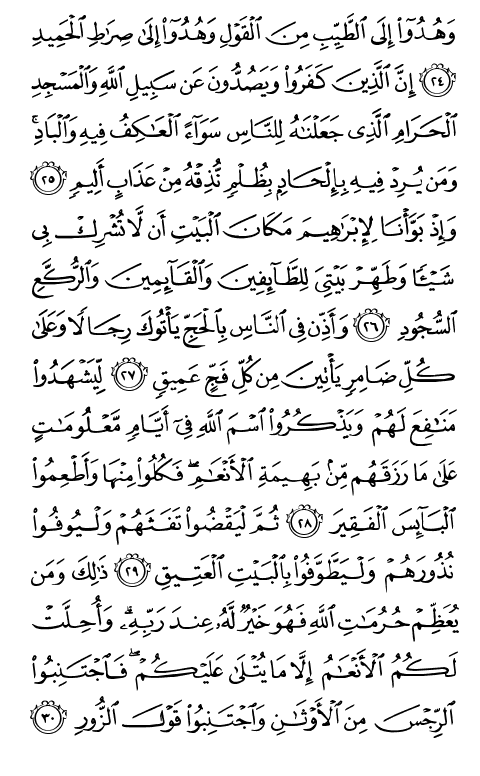 وَهُدُوٓا۟ إِلَى ٱلطَّيِّبِ مِنَ ٱلْقَوْلِ وَهُدُوٓا۟ إِلَىٰ صِرَٰطِ ٱلْحَمِيدِ
﴿٢٤﴾ إِنَّ ٱلَّذِينَ كَفَرُوا۟ وَيَصُدُّونَ عَن سَبِيلِ ٱللَّهِ وَٱلْمَسْجِدِ
ٱلْحَرَامِ ٱلَّذِى جَعَلْنَٰهُ لِلنَّاسِ سَوَآءً ٱلْعَٰكِفُ فِيهِ وَٱلْبَادِ ۚ
وَمَن يُرِدْ فِيهِ بِإِلْحَادٍۭ بِظُلْمٍ نُّذِقْهُ مِنْ عَذَابٍ أَلِيمٍ ﴿٢٥﴾
وَإِذْ بَوَّأْنَا لِإِبْرَٰهِيمَ مَكَانَ ٱلْبَيْتِ أَن لَّا تُشْرِكْ بِى
شَيْـًٔا وَطَهِّرْ بَيْتِىَ لِلطَّآئِفِينَ وَٱلْقَآئِمِينَ وَٱلرُّكَّعِ
ٱلسُّجُودِ ﴿٢٦﴾ وَأَذِّن فِى ٱلنَّاسِ بِٱلْحَجِّ يَأْتُوكَ رِجَالًا وَعَلَىٰ
كُلِّ ضَامِرٍ يَأْتِينَ مِن كُلِّ فَجٍّ عَمِيقٍ ﴿٢٧﴾ لِّيَشْهَدُوا۟
مَنَٰفِعَ لَهُمْ وَيَذْكُرُوا۟ ٱسْمَ ٱللَّهِ فِىٓ أَيَّامٍ مَّعْلُومَٰتٍ
عَلَىٰ مَا رَزَقَهُم مِّنۢ بَهِيمَةِ ٱلْأَنْعَٰمِ ۖ فَكُلُوا۟ مِنْهَا وَأَطْعِمُوا۟
ٱلْبَآئِسَ ٱلْفَقِيرَ ﴿٢٨﴾ ثُمَّ لْيَقْضُوا۟ تَفَثَهُمْ وَلْيُوفُوا۟
نُذُورَهُمْ وَلْيَطَّوَّفُوا۟ بِٱلْبَيْتِ ٱلْعَتِيقِ ﴿٢٩﴾ ذَٰلِكَ وَمَن
يُعَظِّمْ حُرُمَٰتِ ٱللَّهِ فَهُوَ خَيْرٌ لَّهُۥ عِندَ رَبِّهِۦ ۗ وَأُحِلَّتْ
لَكُمُ ٱلْأَنْعَٰمُ إِلَّا مَا يُتْلَىٰ عَلَيْكُمْ ۖ فَٱجْتَنِبُوا۟
ٱلرِّجْسَ مِنَ ٱلْأَوْثَٰنِ وَٱجْتَنِبُوا۟ قَوْلَ ٱلزُّورِ ﴿٣٠﴾